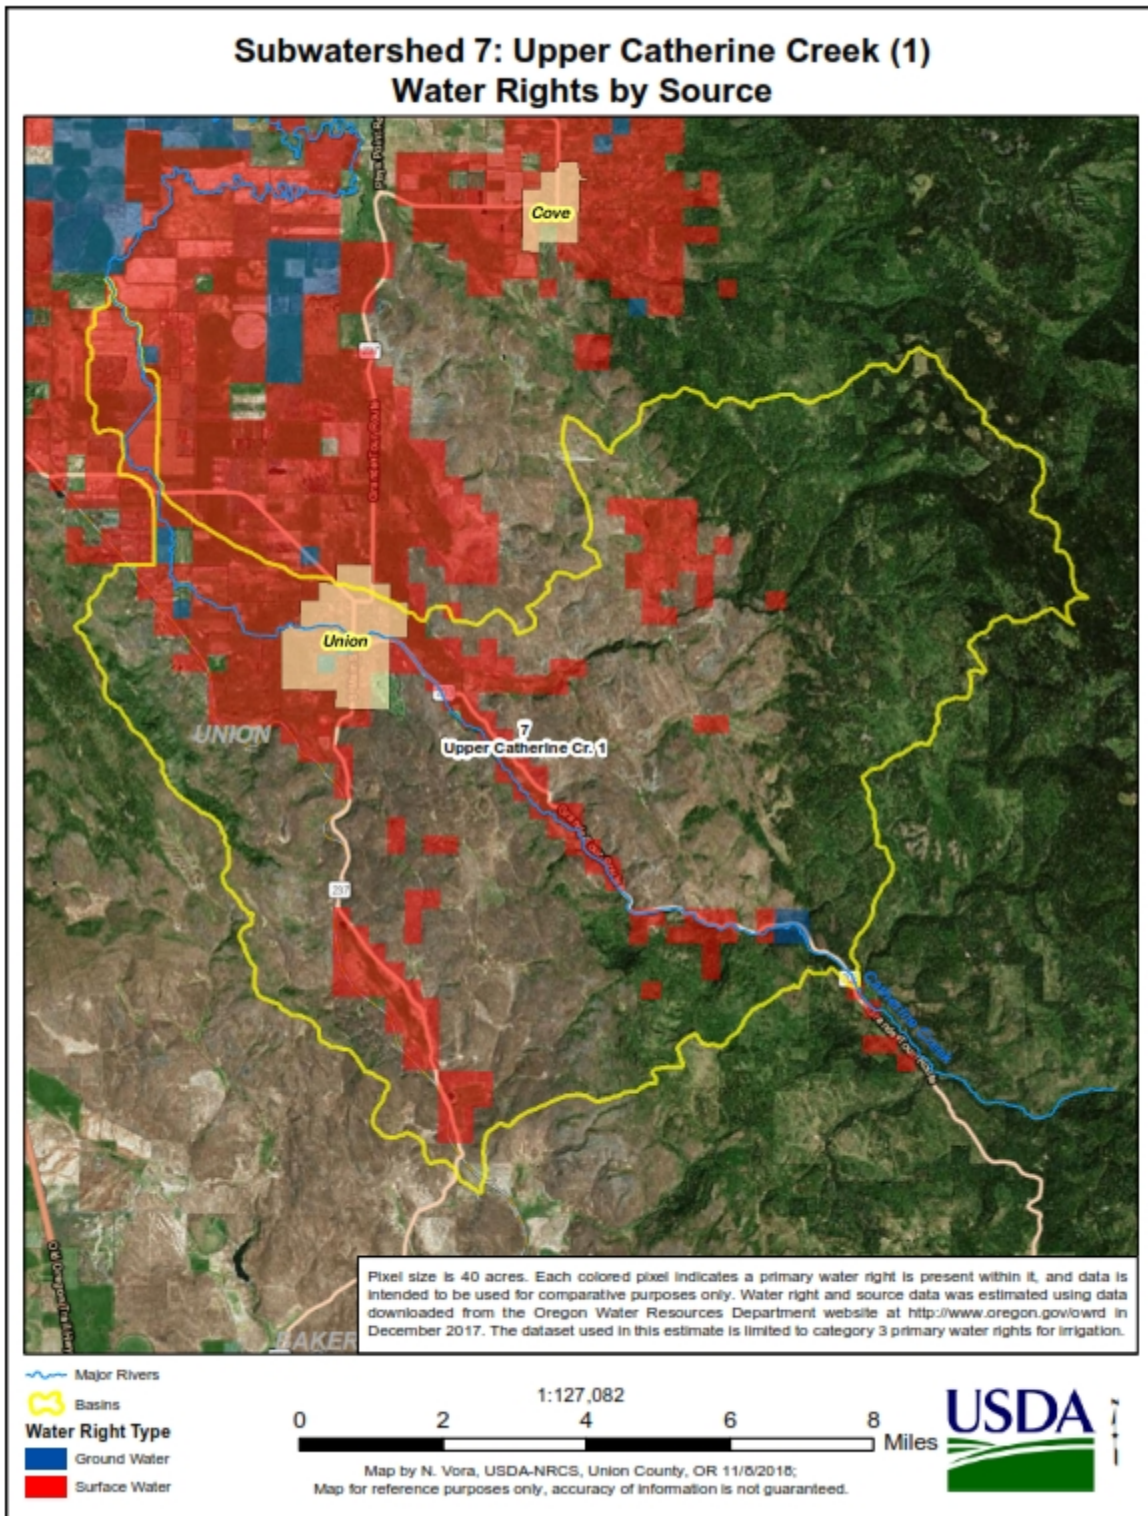 Subwatershed 7: Upper Catherine Creek (1)
Water Rights by Source
Cove
Union
UNION
7
Upper Catherine Cr. 1
237
Catherine Creek
BAKER
Pixel size is 40 acres. Each colored pixel indicates a primary water right is present within it, and data is
intended to be used for comparative purposes only. Water right and source data was estimated using data
downloaded from the Oregon Water Resources Department website at http://www.oregon.gov/owrd in
December 2017. The dataset used in this estimate is limited to category 3 primary water rights for irrigation.
Major Rivers
Basins
Water Right Type
Ground Water
Surface Water
1:127,082
0 2 4 6 8
Miles
Map by N. Vora, USDA-NRCS, Union County, OR 11/8/2018;
Map for reference purposes only, accuracy of information is not guaranteed.
USDA